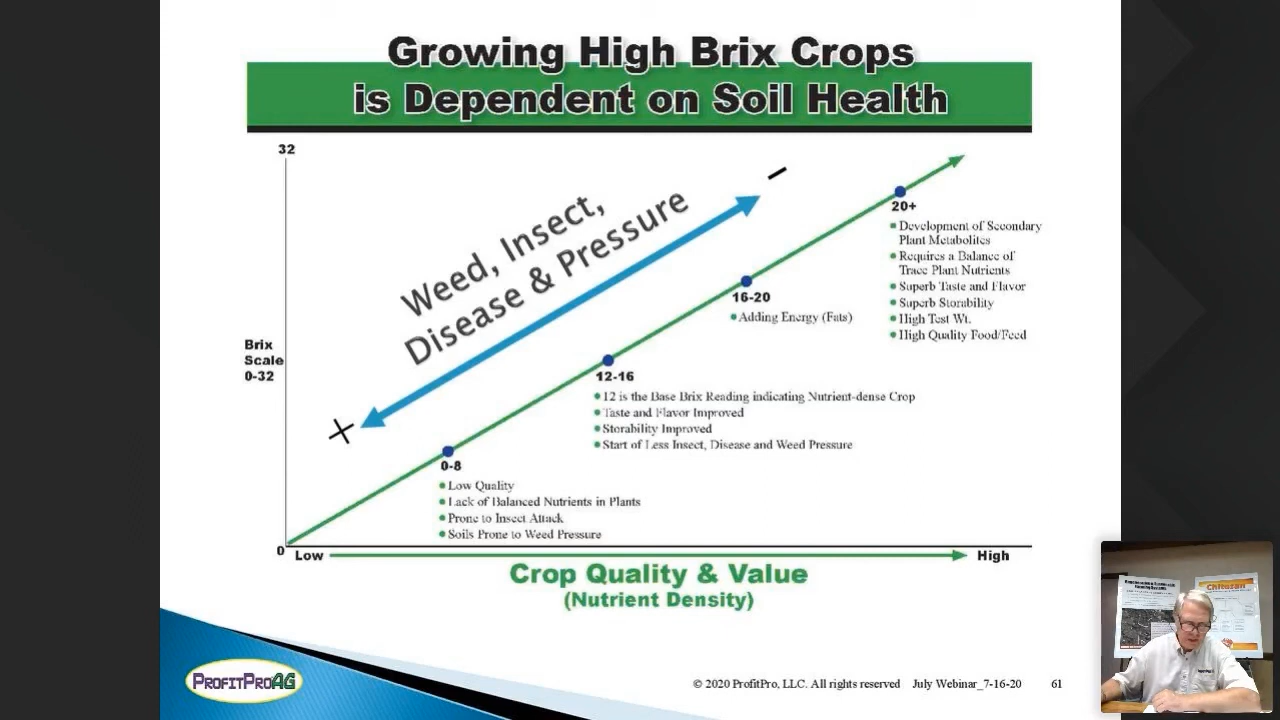 Growing High Brix Crops
is Dependent on Soil Health
32
Weed, Insect,
Disease & Pressure
+
−
Brix
Scale
0-32
20+
Development of Secondary
Plant Metabolites
Requires a Balance of
Trace Plant Nutrients
Superb Taste and Flavor
Superb Storability
High Test Wt.
High Quality Food/Feed
16-20
Adding Energy (Fats)
12-16
12 is the Base Brix Reading indicating Nutrient-dense Crop
Taste and Flavor Improved
Storability Improved
Start of Less Insect, Disease and Weed Pressure
0-8
Low Quality
Lack of Balanced Nutrients in Plants
Prone to Insect Attack
Soils Prone to Weed Pressure
0
Low
High
Crop Quality & Value
(Nutrient Density)
PROFITPROAG
© 2020 ProfitPro, LLC. All rights reserved July Webinar_7-16-20 61
Chitosan